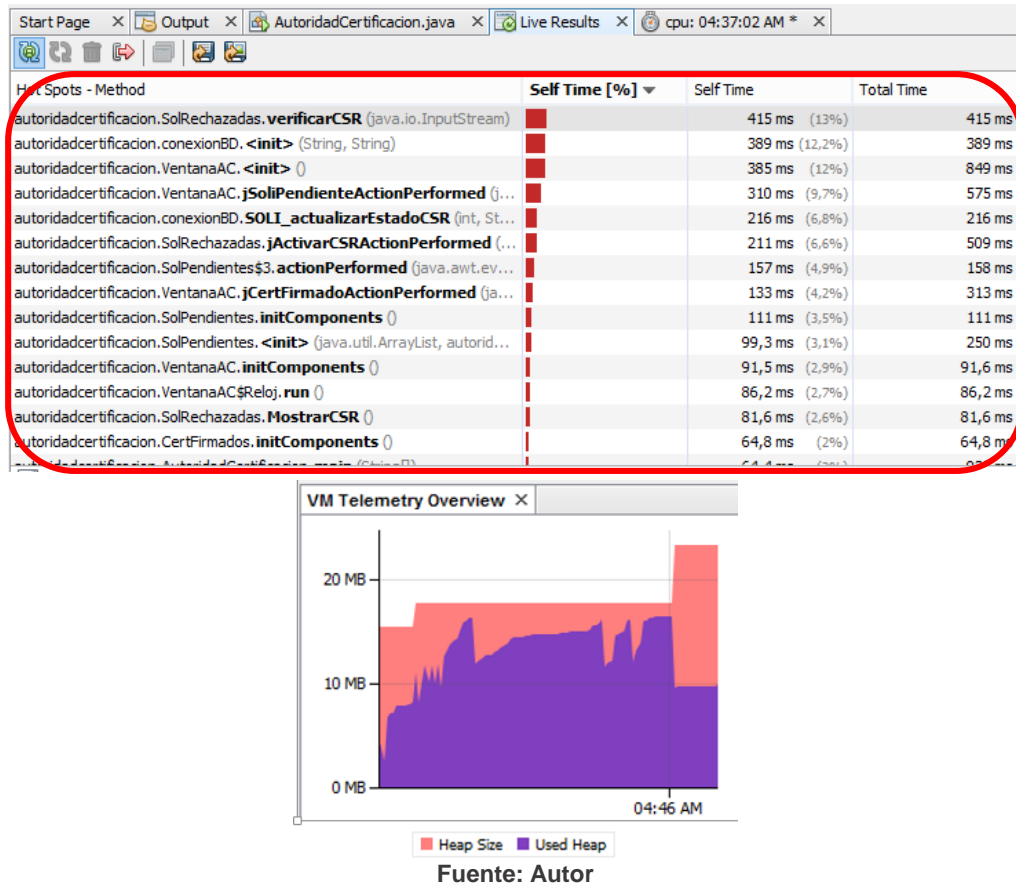 Start Page
Output
AutoridadCertificacion.java
Live Results
cpu: 04:37:02 AM *
Hot Spots - Method Self Time [%] Self Time Total Time
autoridadcertificacion.SolRechazadas.verificarCSR (java.io.InputStream) 415 ms (13%) 415 ms
autoridadcertificacion.conexionBD.<init> (String, String) 389 ms (12,2%) 389 ms
autoridadcertificacion.VentanaAC.<init> () 385 ms (12%) 849 ms
autoridadcertificacion.VentanaAC.jSoliPendienteActionPerformed (j... 310 ms (9,7%) 575 ms
autoridadcertificacion.conexionBD.SOLI_actualizarEstadoCSR (int, St... 216 ms (6,8%) 216 ms
autoridadcertificacion.SolRechazadas.jActivarCSRActionPerformed (... 211 ms (6,6%) 509 ms
autoridadcertificacion.SolPendientes$3.actionPerformed (java.awt.ev... 157 ms (4,9%) 158 ms
autoridadcertificacion.VentanaAC.jCertFirmadoActionPerformed (ja... 133 ms (4,2%) 313 ms
autoridadcertificacion.SolPendientes.initComponents () 111 ms (3,5%) 111 ms
autoridadcertificacion.SolPendientes.<init> (java.util.ArrayList, autorid... 99,3 ms (3,1%) 250 ms
autoridadcertificacion.VentanaAC.initComponents () 91,5 ms (2,9%) 91,6 ms
autoridadcertificacion.VentanaAC$Reloj.run () 86,2 ms (2,7%) 86,2 ms
autoridadcertificacion.SolRechazadas.MostrarCSR () 81,6 ms (2,6%) 81,6 ms
autoridadcertificacion.CertFirmados.initComponents () 64,8 ms (2%) 64,8 ms
VM Telemetry Overview
20 MB
10 MB
0 MB
04:46 AM
Heap Size Used Heap
Fuente: Autor